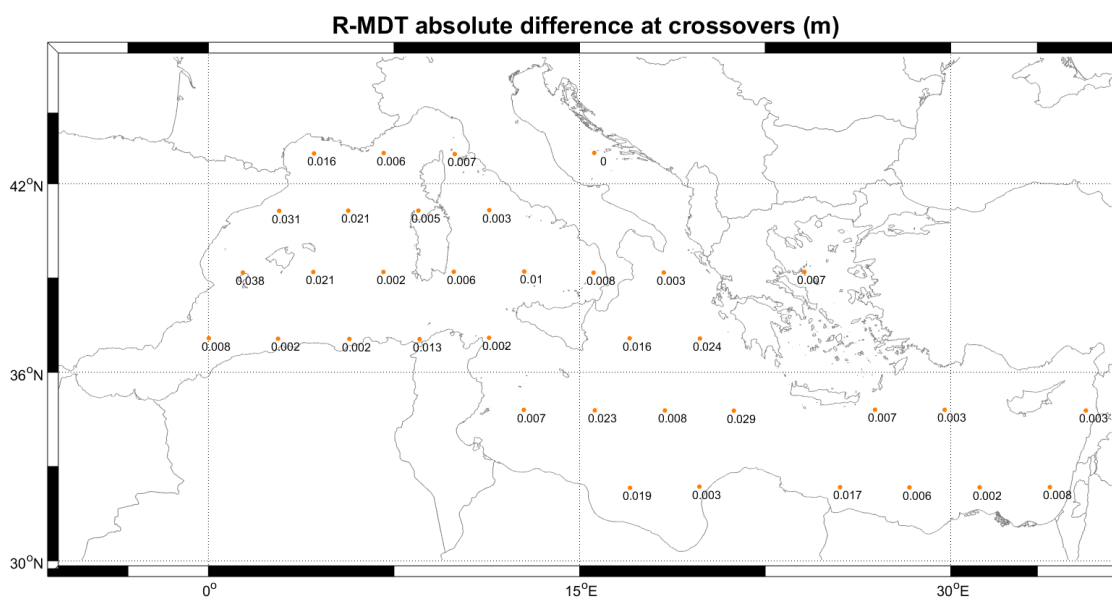 R-MDT absolute difference at crossovers (m)
0.016 0.006 0.007 0
42°N
0.031 0.021 0.005 0.003
0.038 0.021 0.002 0.006 0.01 0.008 0.003 0.007
0.008 0.002 0.002 0.013 0.002 0.016 0.024
36°N
0.007 0.023 0.008 0.029 0.007 0.003 0.003
0.019 0.003 0.017 0.006 0.002 0.008
30°N
0° 15°E 30°E